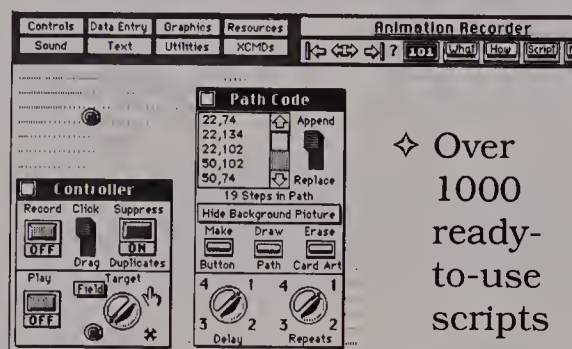 Controls Data Entry Graphics Resources
Sound Text Utilities XCMDs
Animation Recorder
? 101 What How Script
Path Code
22,74
22,134
22,102
50,102
50,74
Append
Replace
19 Steps in Path
Hide Background Picture
Make Draw Erase
Button Path Card Art
4 1 4 1
3 2 3 2
Delay Repeats
Controller
Record Click Suppress
OFF ON
Drag Duplicates
Play Target
Field
OFF
✧ Over
1000
ready-
to-use
scripts